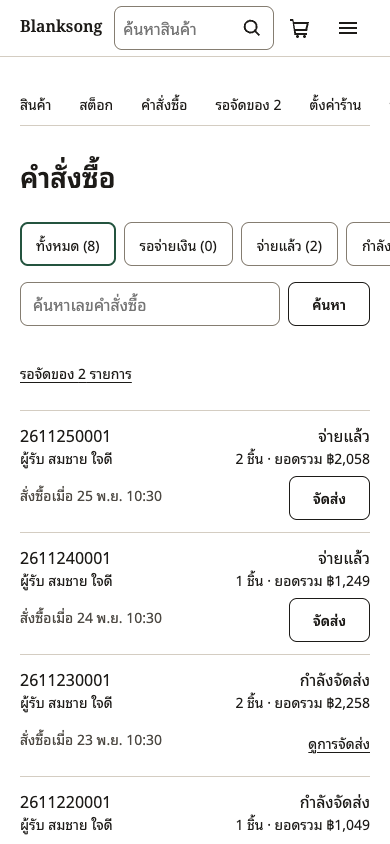 Blanksong
ค้นหาสินค้า
สินค้า สต็อก คำสั่งซื้อ รอจัดของ 2 ตั้งค่าร้าน
คำสั่งซื้อ
ทั้งหมด (8) รอจ่ายเงิน (0) จ่ายแล้ว (2) กำลัง
ค้นหาเลขคำสั่งซื้อ ค้นหา
รอจัดของ 2 รายการ
2611250001 จ่ายแล้ว
ผู้รับ สมชาย ใจดี 2 ชิ้น · ยอดรวม ฿2,058
สั่งซื้อเมื่อ 25 พ.ย. 10:30 จัดส่ง
2611240001 จ่ายแล้ว
ผู้รับ สมชาย ใจดี 1 ชิ้น · ยอดรวม ฿1,249
สั่งซื้อเมื่อ 24 พ.ย. 10:30 จัดส่ง
2611230001 กำลังจัดส่ง
ผู้รับ สมชาย ใจดี 2 ชิ้น · ยอดรวม ฿2,258
สั่งซื้อเมื่อ 23 พ.ย. 10:30 ดูการจัดส่ง
2611220001 กำลังจัดส่ง
ผู้รับ สมชาย ใจดี 1 ชิ้น · ยอดรวม ฿1,049